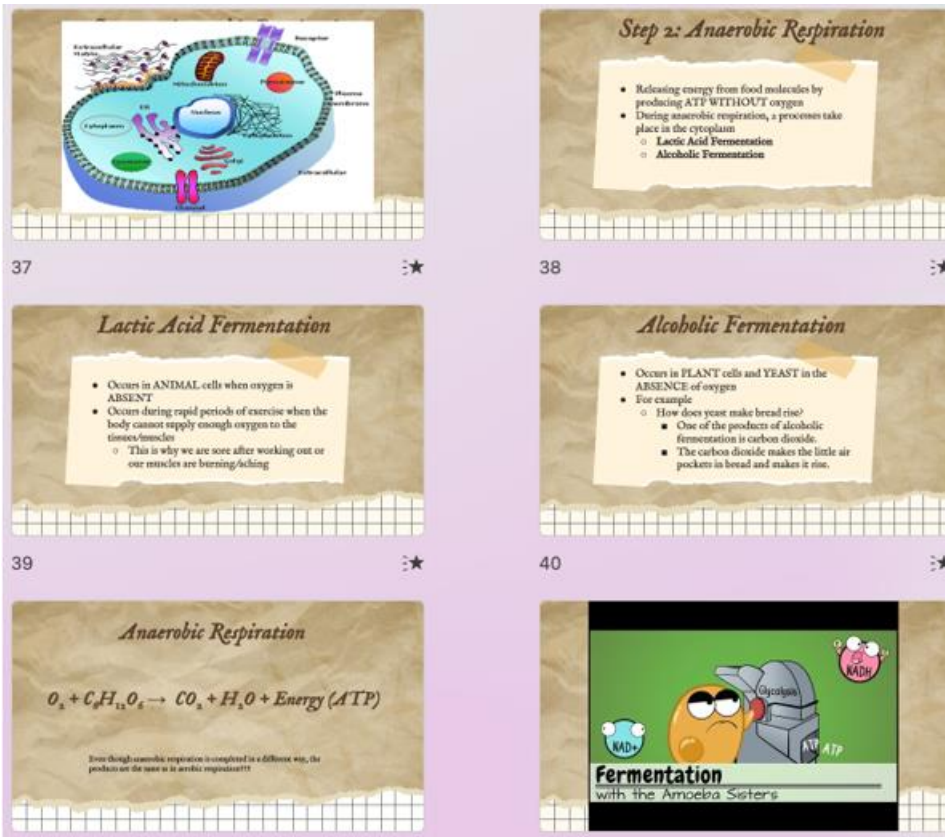 Extracellular
Matrix
Receptor
Mitochondrion
Peroxisome
Plasma
Nucleus
ER
Cytoplasm
Cytoskeleton
Lysosome
Golgi
Extracellular
Channel
37
Step 2: Anaerobic Respiration
● Releasing energy from food molecules by
producing ATP WITHOUT oxygen
● During anaerobic respiration, 2 processes take
place in the cytoplasm
○ Lactic Acid Fermentation
○ Alcoholic Fermentation
38
Lactic Acid Fermentation
● Occurs in ANIMAL cells when oxygen is
ABSENT
● Occurs during rapid periods of exercise when the
body cannot supply enough oxygen to the
tissues/muscles
○ This is why we are sore after working out or
our muscles are burning/aching
39
Alcoholic Fermentation
● Occurs in PLANT cells and YEAST in the
ABSENCE of oxygen
● For example
○ How does yeast make bread rise?
■ One of the products of alcoholic
fermentation is carbon dioxide.
■ The carbon dioxide makes the little air
pockets in bread and makes it rise.
40
Anaerobic Respiration
O₂ + C₆H₁₂O₆ → CO₂ + H₂O + Energy (ATP)
Even though anaerobic respiration is completed in a different way, the
products are the same as in aerobic respiration!!!!
NADH
Glycolysis
NAD+
ATP ATP
Fermentation
with the Amoeba Sisters